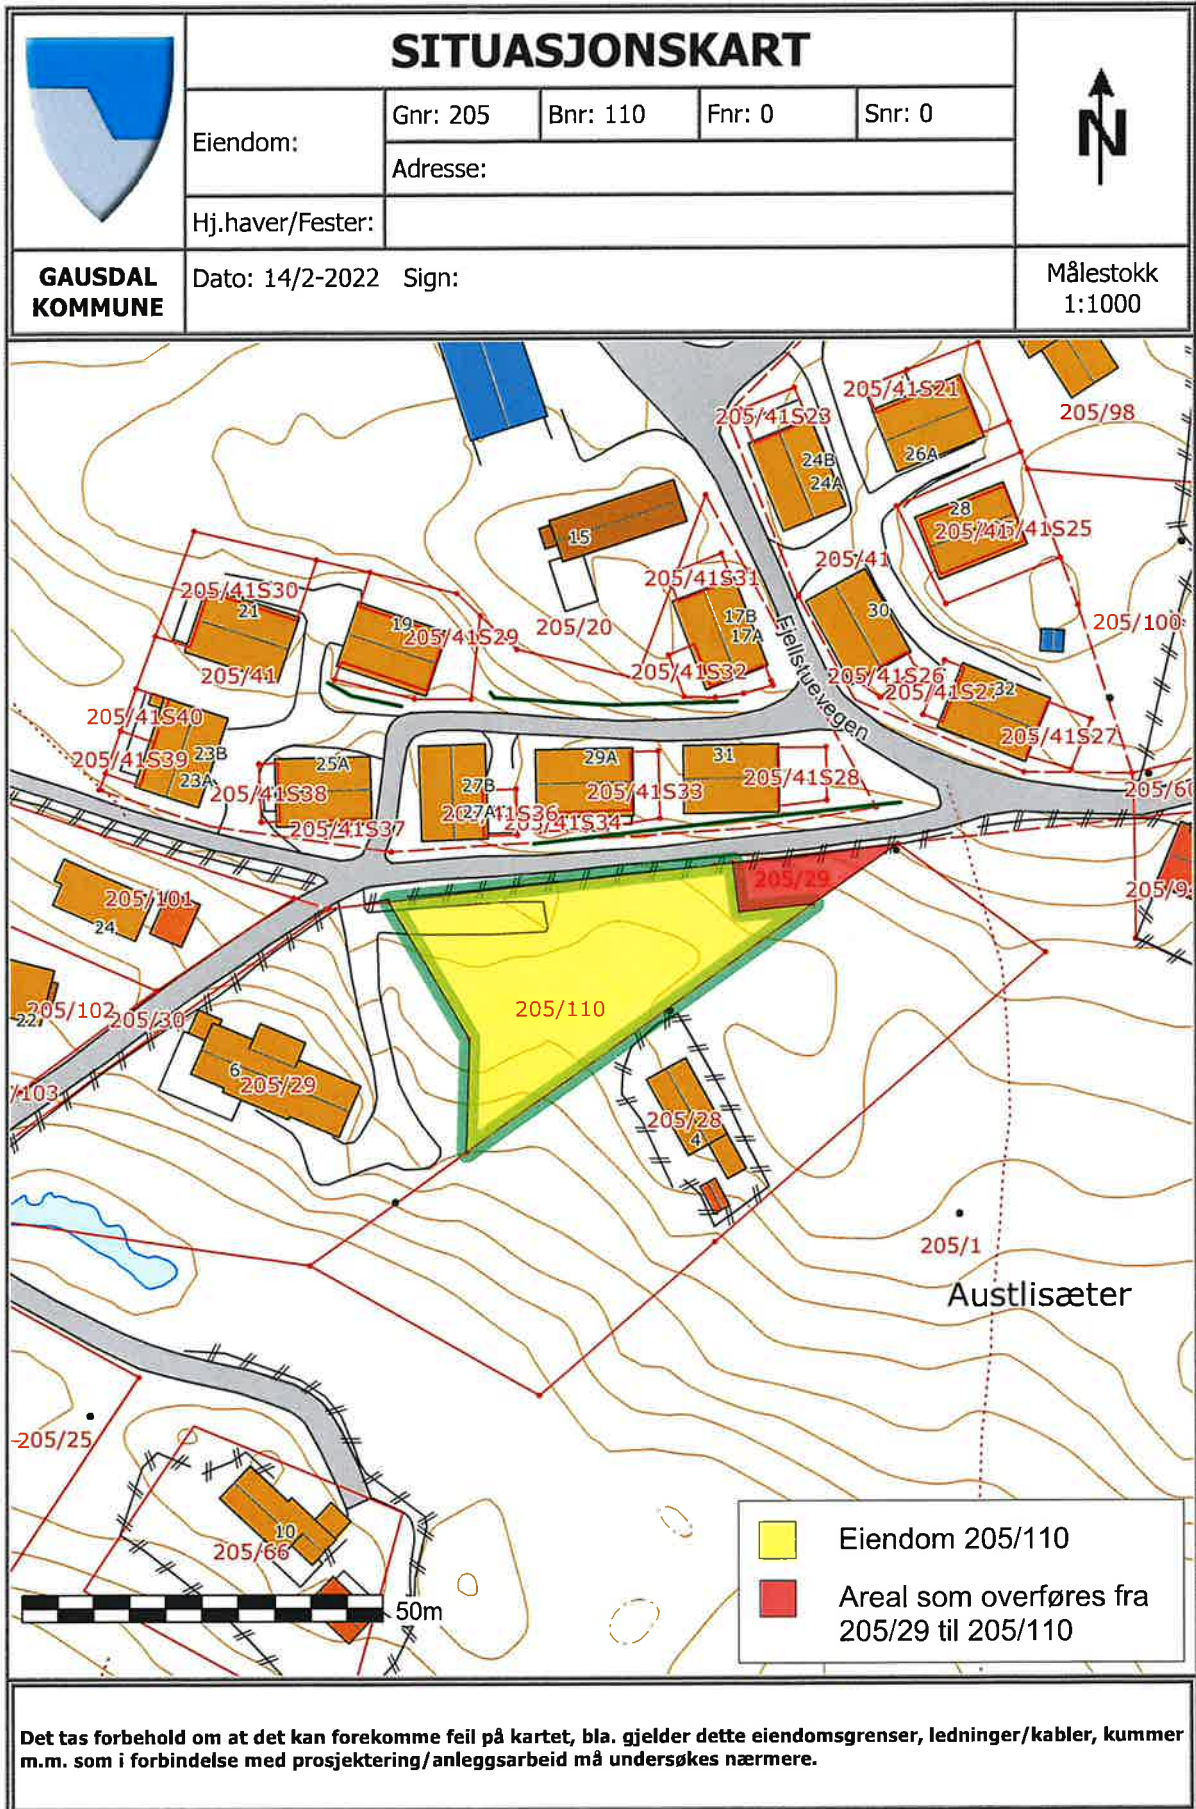 SITUASJONSKART
Eiendom:
Gnr: 205
Bnr: 110
Fnr: 0
Snr: 0
Adresse:
Hj.haver/Fester:
N
GAUSDAL
KOMMUNE
Dato: 14/2-2022 Sign:
Målestokk
1:1000
205/41S21
205/98
205/41S23
24B
24A
26A
28
205/41
205/41S25
15
205/41
205/41S31
205/41S30
21
19
205/41S29
205/20
17B
17A
30
205/100
Fjellstuevegen
205/41
205/41S32
205/41S26
32
205/41S40
205/41S27
23B
205/41S39
23A
25A
29A
31
205/41S28
27B
205/41S38
205/41S33
27A
205/41S36
205/41S34
205/41S37
205/29
205/101
24
205/102
22
205/30
205/110
6
205/29
/103
205/28
4
205/1
Austlisæter
205/25
10
205/66
50m
Eiendom 205/110
Areal som overføres fra
205/29 til 205/110
Det tas forbehold om at det kan forekomme feil på kartet, bla. gjelder dette eiendomsgrenser, ledninger/kabler, kummer
m.m. som i forbindelse med prosjektering/anleggsarbeid må undersøkes nærmere.